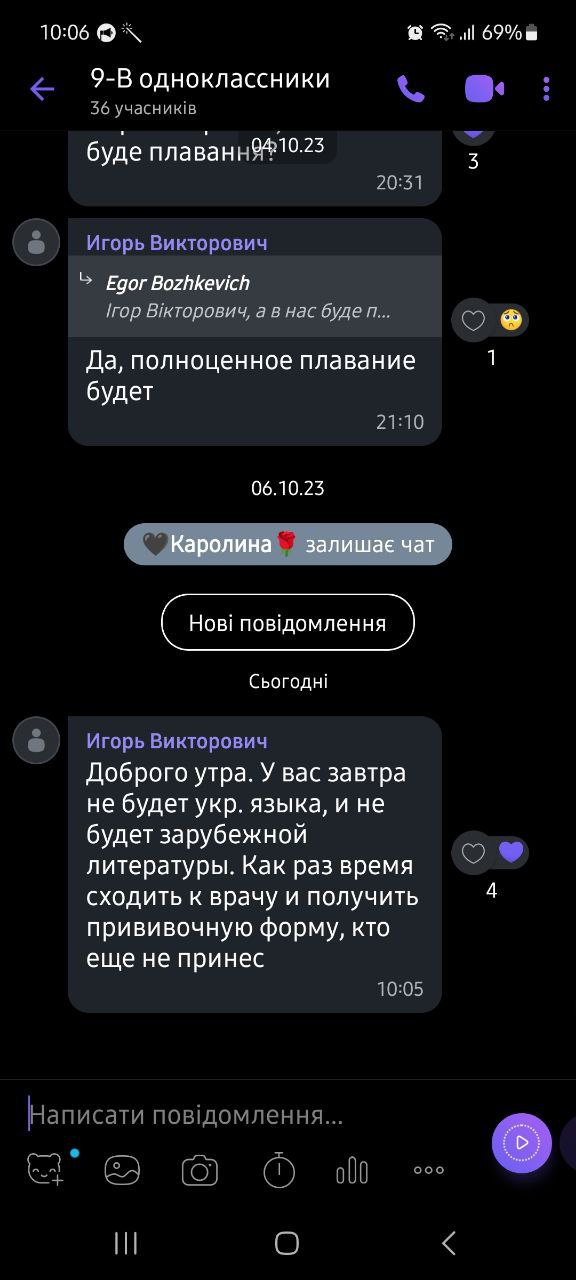 10:06
69%
9-В одноклассники
36 учасників
04.10.23
буде плавання?
20:31
3
Игорь Викторович
Egor Bozhkevich
Ігор Вікторович, а в нас буде п...
Да, полноценное плавание
будет
21:10
1
06.10.23
🖤Каролина🌹 залишає чат
Нові повідомлення
Сьогодні
Игорь Викторович
Доброго утра. У вас завтра
не будет укр. языка, и не
будет зарубежной
литературы. Как раз время
сходить к врачу и получить
прививочную форму, кто
еще не принес
10:05
4
Написати повідомлення...